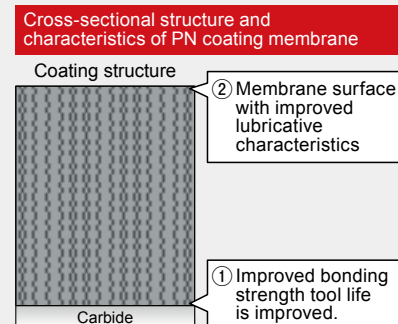 Cross-sectional structure and
characteristics of PN coating membrane
Coating structure
② Membrane surface
with improved
lubricative
characteristics
① Improved bonding
strength tool life
is improved.
Carbide